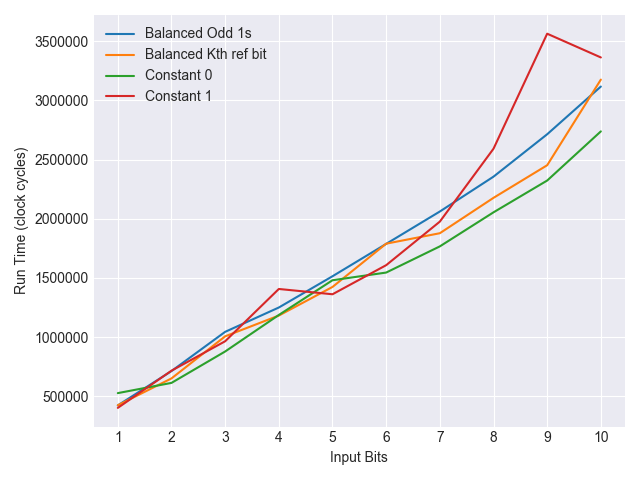 Balanced Odd 1s
Balanced Kth ref bit
Constant 0
Constant 1
3500000
3000000
2500000
2000000
1500000
1000000
500000
Run Time (clock cycles)
1 2 3 4 5 6 7 8 9 10
Input Bits